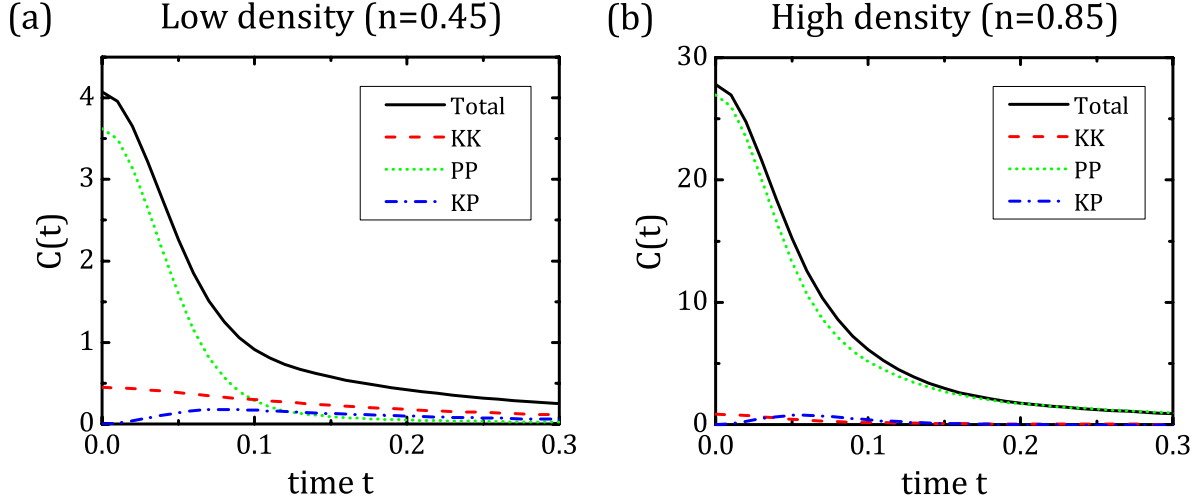 (a) Low density (n=0.45)
4
3
2
1
0
C(t)
Total
KK
PP
KP
0.0 0.1 0.2 0.3
time t
(b) High density (n=0.85)
30
20
10
0
C(t)
Total
KK
PP
KP
0.0 0.1 0.2 0.3
time t